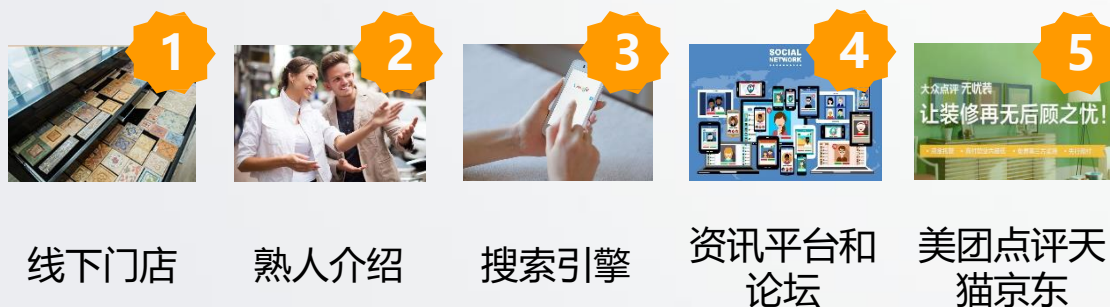 1
2
3
4
5
SOCIAL
NETWORK
大众点评 无忧装
让装修再无后顾之忧!
线下门店
熟人介绍
搜索引擎
资讯平台和
论坛
美团点评天
猫京东